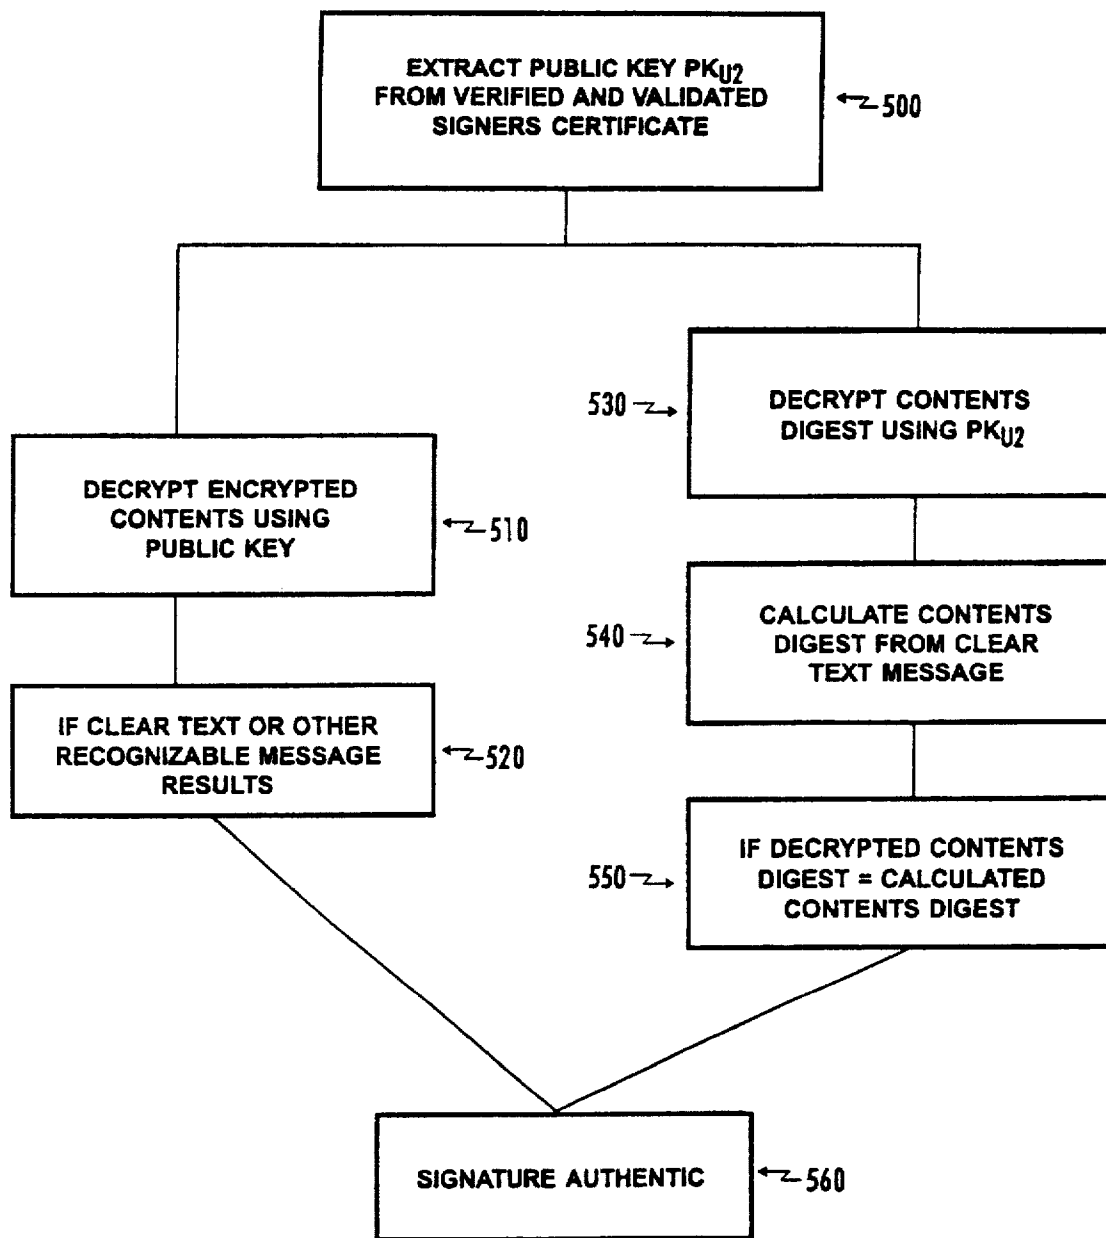 EXTRACT PUBLIC KEY PKU2
FROM VERIFIED AND VALIDATED
SIGNERS CERTIFICATE
500
530
DECRYPT CONTENTS
DIGEST USING PKU2
DECRYPT ENCRYPTED
CONTENTS USING
PUBLIC KEY
510
540
CALCULATE CONTENTS
DIGEST FROM CLEAR
TEXT MESSAGE
IF CLEAR TEXT OR OTHER
RECOGNIZABLE MESSAGE
RESULTS
520
550
IF DECRYPTED CONTENTS
DIGEST = CALCULATED
CONTENTS DIGEST
SIGNATURE AUTHENTIC
560